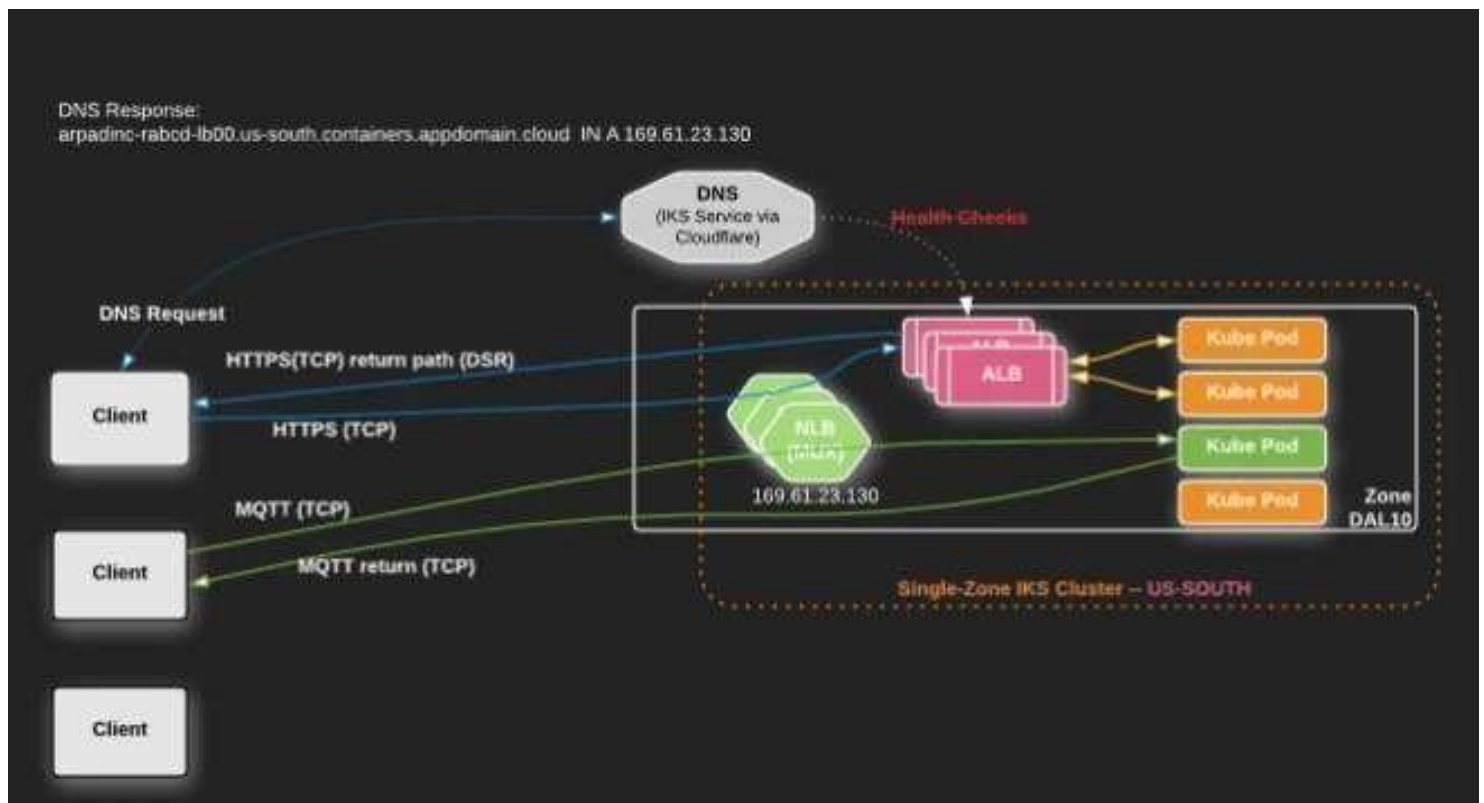 DNS Response:
arpadinc-rabcd-lb00.us-south.containers.appdomain.cloud IN A 169.61.23.130
DNS
(IKS Service via
Cloudflare)
Health Checks
DNS Request
HTTPS(TCP) return path (DSR)
Client
HTTPS (TCP)
ALB
ALB
Kube Pod
Kube Pod
NLB
(MUX)
Kube Pod
169.61.23.130
Kube Pod
Zone
DAL10
MQTT (TCP)
Client
MQTT return (TCP)
Single-Zone IKS Cluster – US-SOUTH
Client